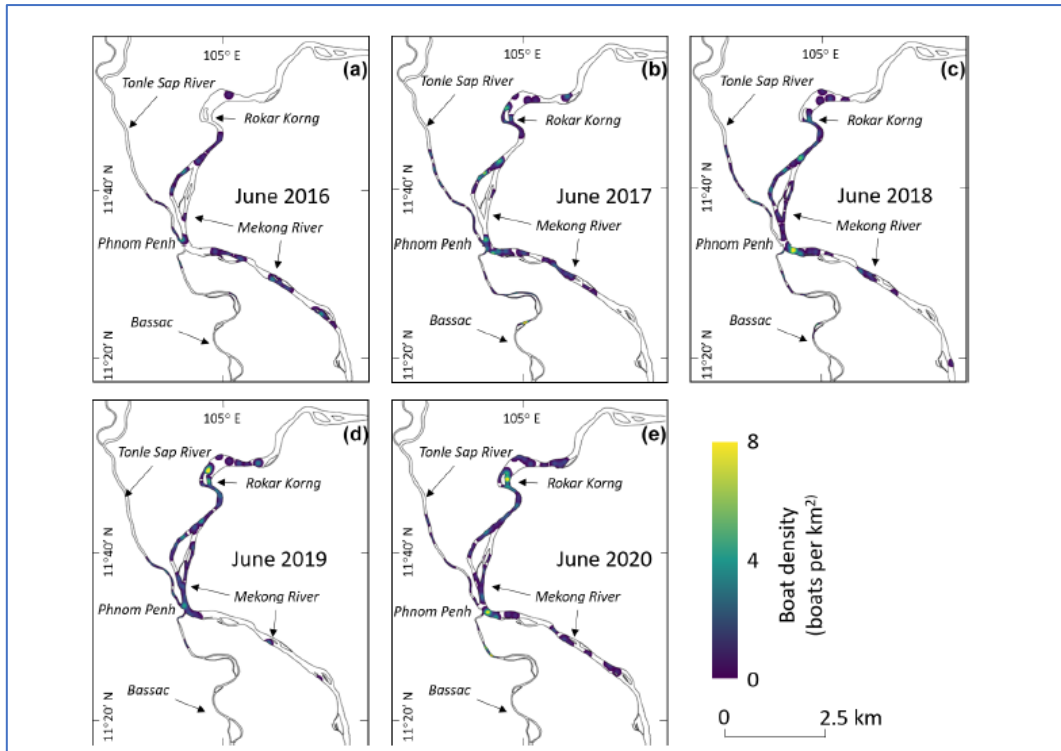 105° E
(a)
Tonle Sap River
Rokar Korng
11°40′ N
June 2016
Mekong River
Phnom Penh
Bassac
11°20′ N
105° E
(b)
Tonle Sap River
Rokar Korng
11°40′ N
June 2017
Mekong River
Phnom Penh
Bassac
11°20′ N
105° E
(c)
Tonle Sap River
Rokar Korng
11°40′ N
June 2018
Mekong River
Phnom Penh
Bassac
11°20′ N
105° E
(d)
Tonle Sap River
Rokar Korng
11°40′ N
June 2019
Mekong River
Phnom Penh
Bassac
11°20′ N
105° E
(e)
Tonle Sap River
Rokar Korng
11°40′ N
June 2020
Mekong River
Phnom Penh
Bassac
11°20′ N
8
4
0
Boat density
(boats per km²)
0 2.5 km